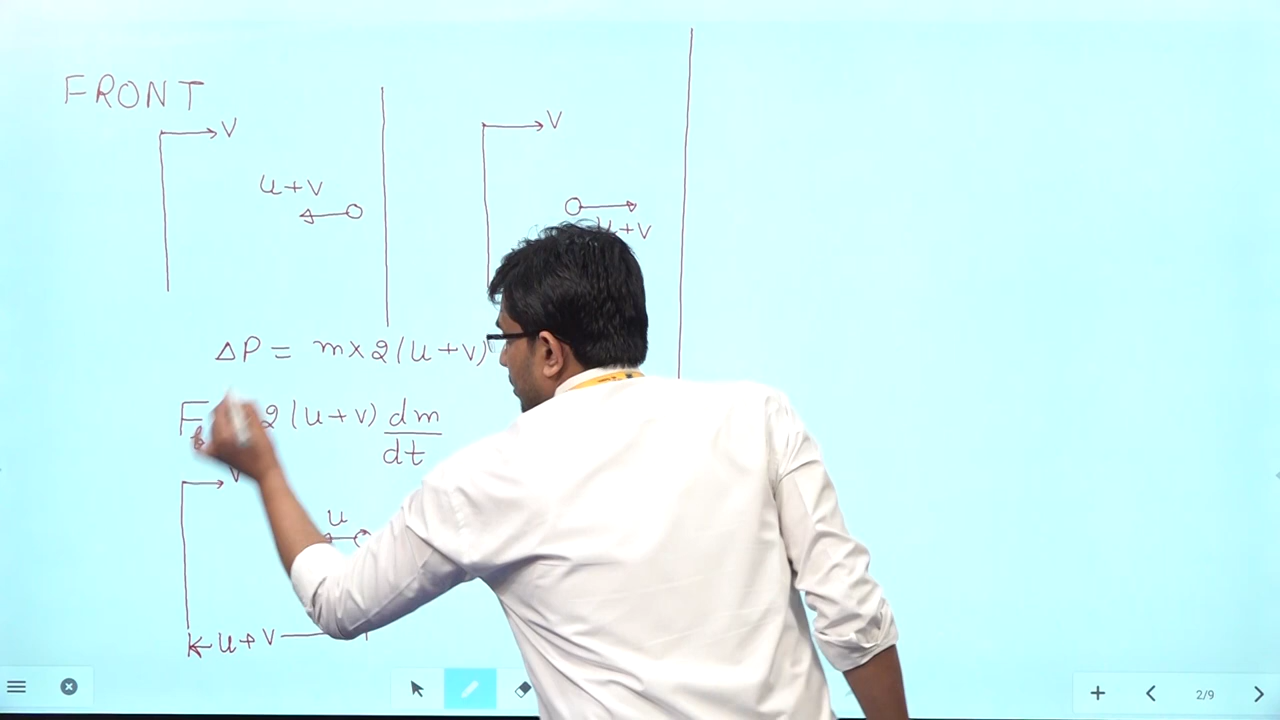 FRONT
V
V
u+v
u+v
ΔP = m×2(u+v)
F = 2(u+v) dm/dt
V
u
u+v
2/9